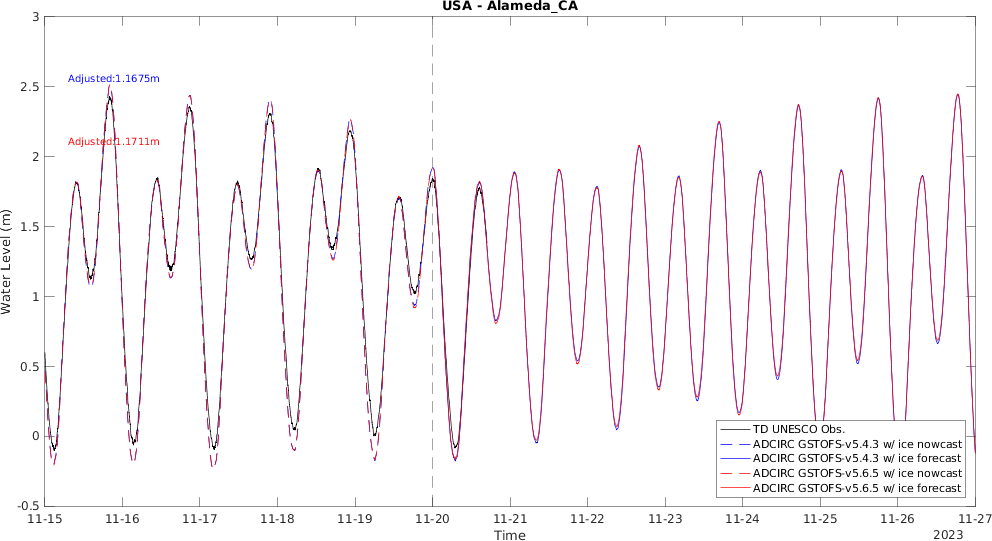 USA - Alameda_CA
3
2.5
2
1.5
1
0.5
0
-0.5
Water Level (m)
Adjusted:1.1675m
Adjusted:1.1711m
TD UNESCO Obs.
ADCIRC GSTOFS-v5.4.3 w/ ice nowcast
ADCIRC GSTOFS-v5.4.3 w/ ice forecast
ADCIRC GSTOFS-v5.6.5 w/ ice nowcast
ADCIRC GSTOFS-v5.6.5 w/ ice forecast
11-15 11-16 11-17 11-18 11-19 11-20 11-21 11-22 11-23 11-24 11-25 11-26 11-27
Time
2023